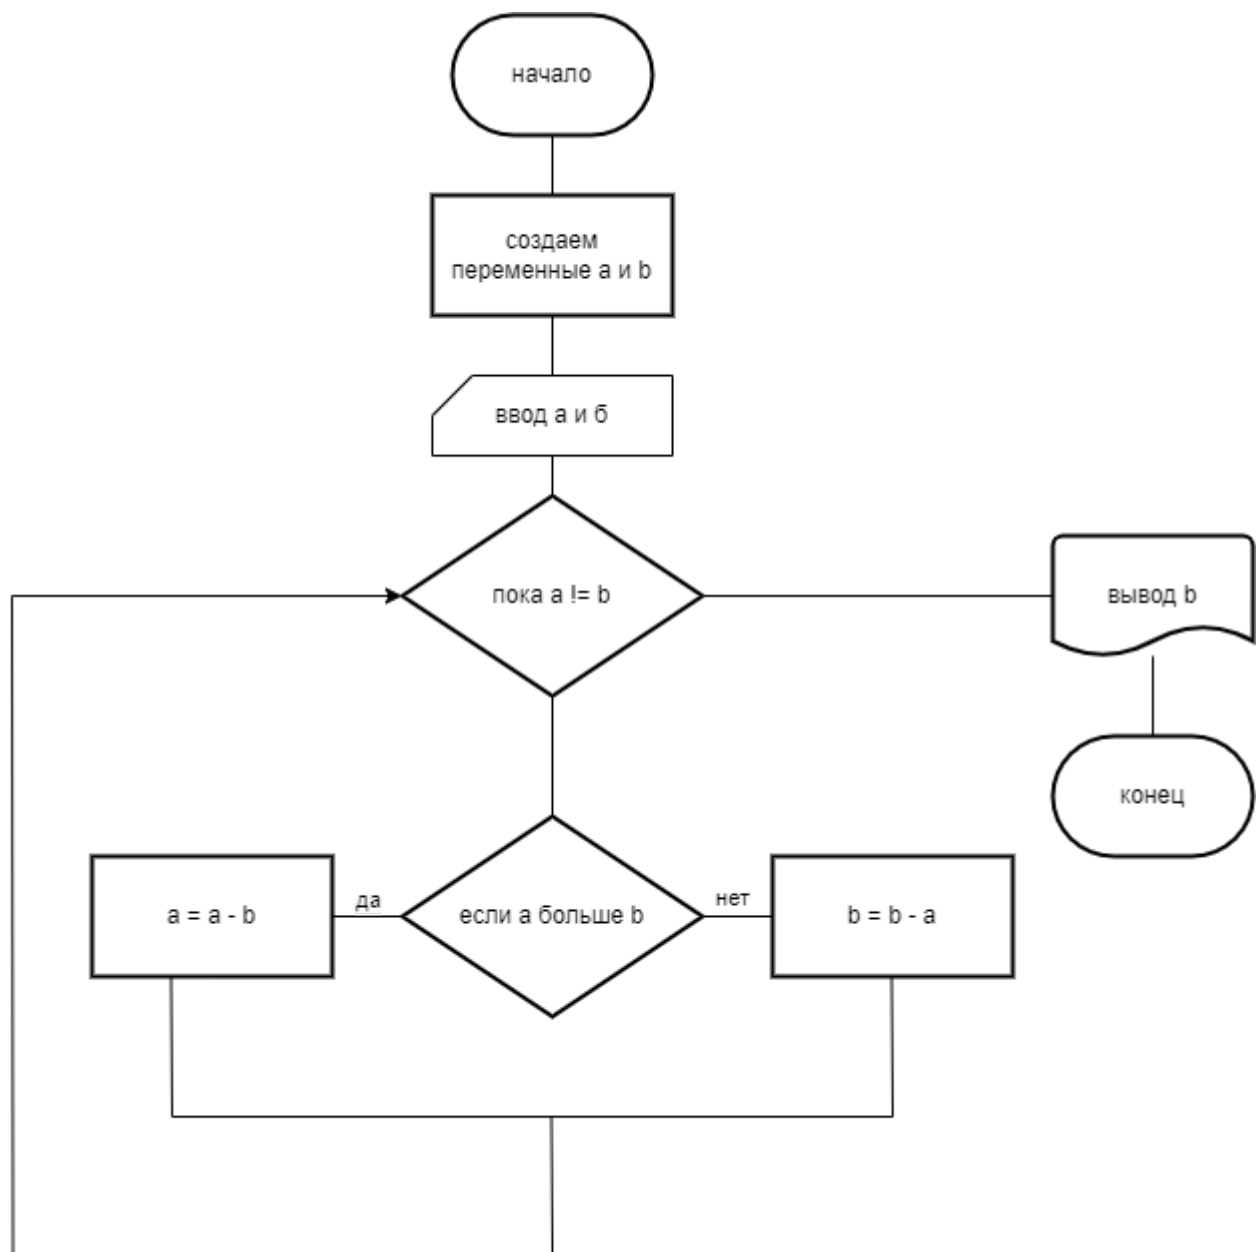 начало
создаем
переменные a и b
ввод а и б
пока a != b
вывод b
конец
a = a - b
да
если a больше b
нет
b = b - a